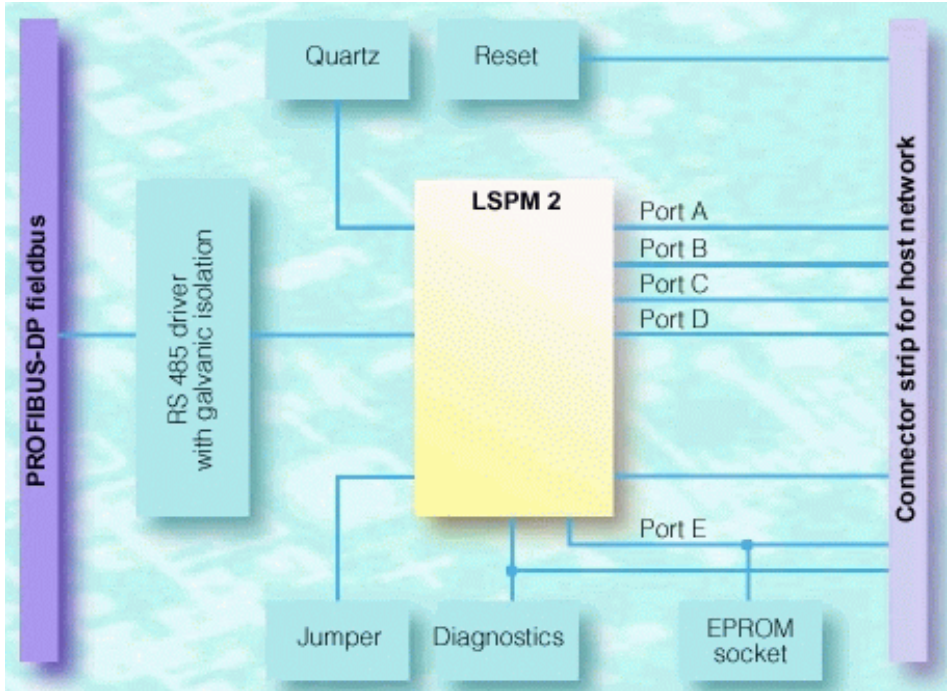 Quartz
Reset
LSPM 2
Port A
Port B
Port C
Port D
PROFIBUS-DP fieldbus
RS 485 driver
with galvanic isolation
Connector strip for host network
Port E
Jumper
Diagnostics
EPROM
socket